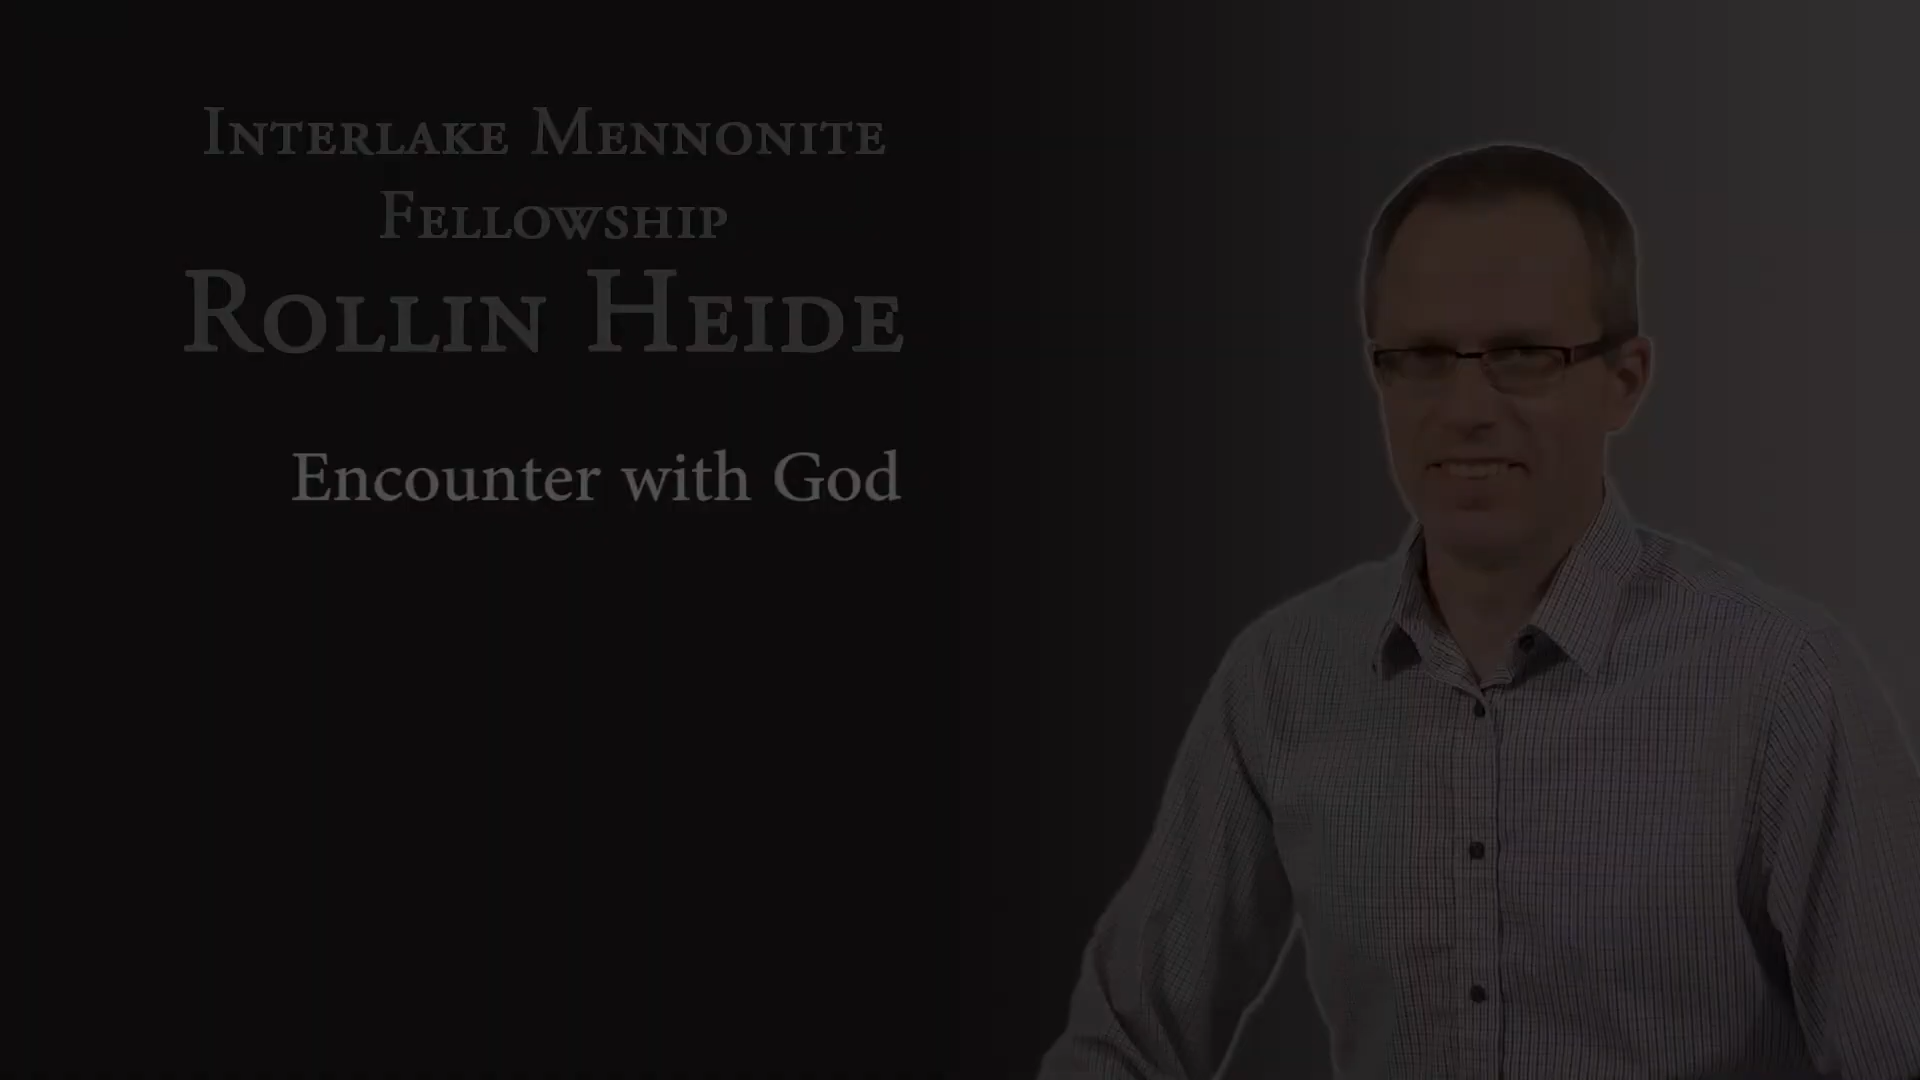 Interlake Mennonite
Fellowship
Rollin Heide
Encounter with God